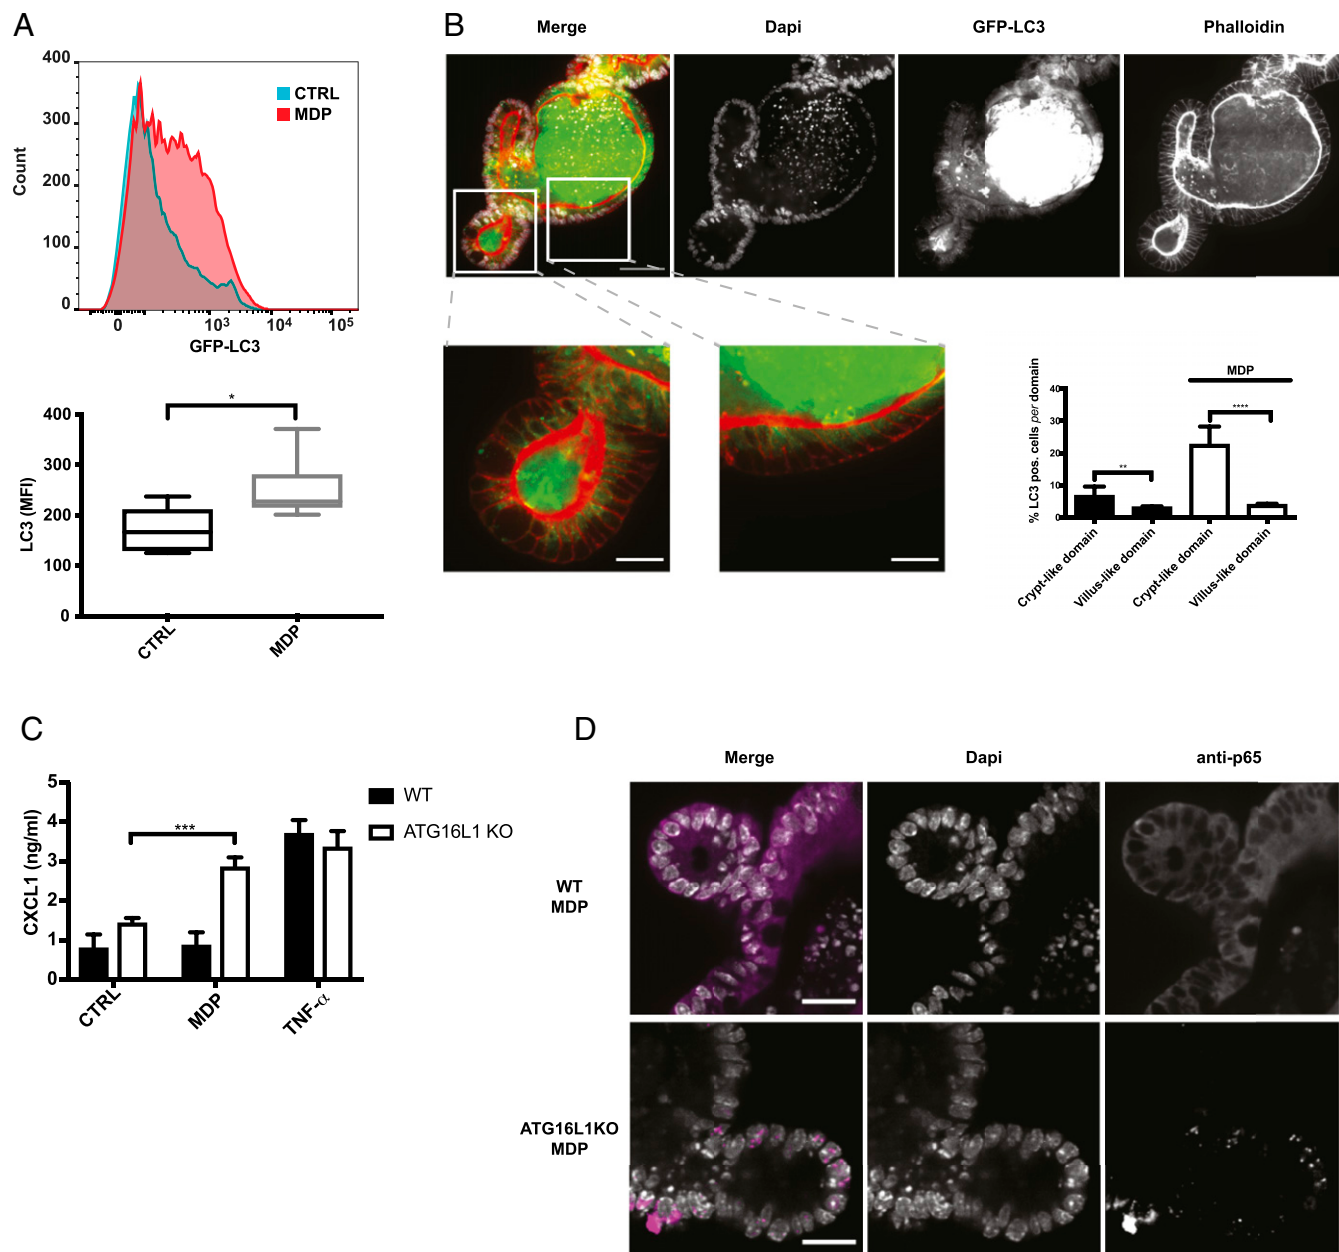 A
400
300
200
100
0
Count
CTRL
MDP
0
10³
10⁴
10⁵
GFP-LC3
*
400
300
200
100
0
LC3 (MFI)
CTRL
MDP
B
Merge
Dapi
GFP-LC3
Phalloidin
MDP
40
30
20
10
0
% LC3 pos. cells per domain
**
****
Crypt-like domain
Villus-like domain
Crypt-like domain
Villus-like domain
C
5
4
3
2
1
0
CXCL1 (ng/ml)
***
WT
ATG16L1 KO
CTRL
MDP
TNF-α
D
Merge
Dapi
anti-p65
WT
MDP
ATG16L1KO
MDP